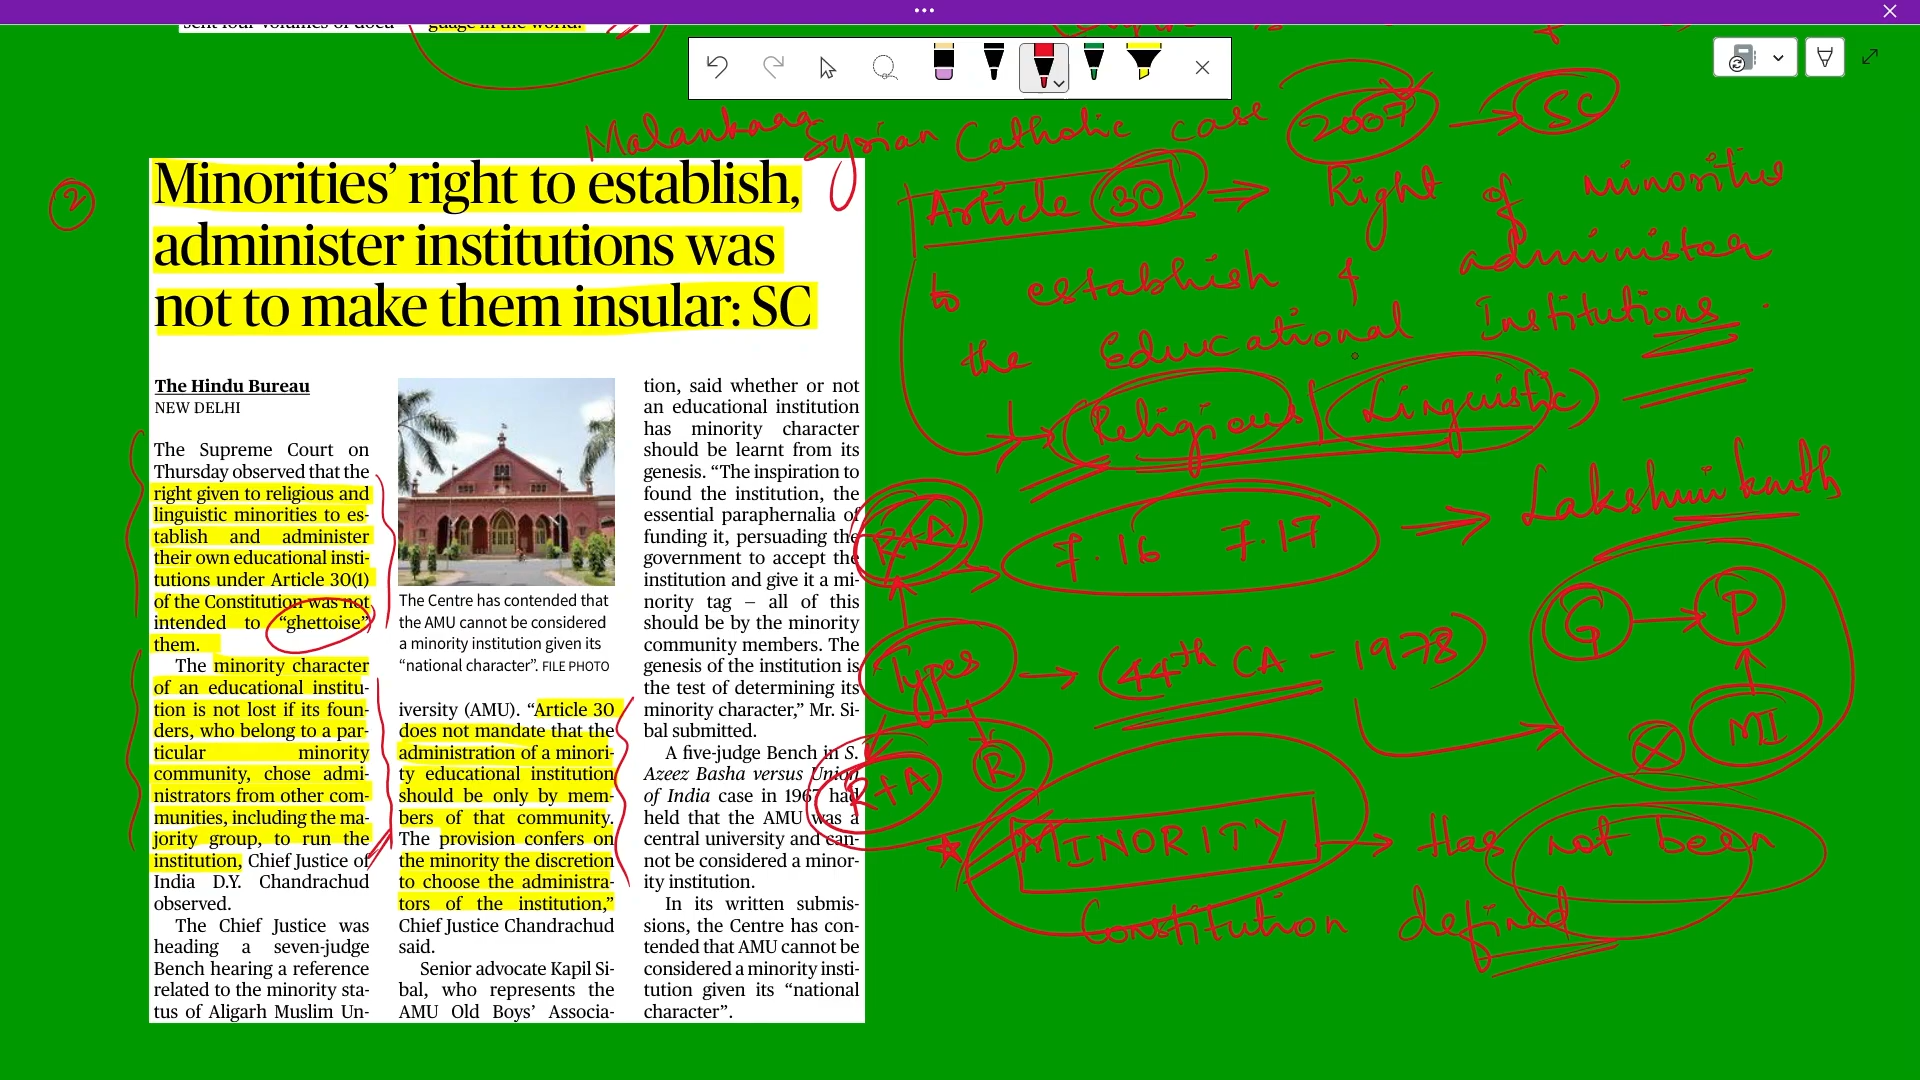 sent four volumes of docu
guage in the world.
Malankara Syrian Catholic case 2007 → SC
2
Minorities' right to establish,
administer institutions was
not to make them insular: SC
The Hindu Bureau
NEW DELHI
The Supreme Court on
Thursday observed that the
right given to religious and
linguistic minorities to es-
tablish and administer
their own educational insti-
tutions under Article 30(1)
of the Constitution was not
intended to “ghettoise”
them.
The minority character
of an educational institu-
tion is not lost if its foun-
ders, who belong to a par-
ticular minority
community, chose admi-
nistrators from other com-
munities, including the ma-
jority group, to run the
institution, Chief Justice of
India D.Y. Chandrachud
observed.
The Chief Justice was
heading a seven-judge
Bench hearing a reference
related to the minority sta-
tus of Aligarh Muslim Un-
The Centre has contended that
the AMU cannot be considered
a minority institution given its
“national character”. FILE PHOTO
iversity (AMU). “Article 30
does not mandate that the
administration of a minori-
ty educational institution
should be only by mem-
bers of that community.
The provision confers on
the minority the discretion
to choose the administra-
tors of the institution,”
Chief Justice Chandrachud
said.
Senior advocate Kapil Si-
bal, who represents the
AMU Old Boys’ Associa-
tion, said whether or not
an educational institution
has minority character
should be learnt from its
genesis. “The inspiration to
found the institution, the
essential paraphernalia of
funding it, persuading the
government to accept the
institution and give it a mi-
nority tag – all of this
should be by the minority
community members. The
genesis of the institution is
the test of determining its
minority character,” Mr. Si-
bal submitted.
A five-judge Bench in S.
Azeez Basha versus Union
of India case in 1967 had
held that the AMU was a
central university and can-
not be considered a minor-
ity institution.
In its written submis-
sions, the Centre has con-
tended that AMU cannot be
considered a minority insti-
tution given its “national
character”.
Article 30 ⇒ Right of minorities
to establish & administer
the Educational Institutions.
(Religious / Linguistic)
R+A 7.16 7.17 → Lakshmikanth
G → P
Types → (44th CA - 1978)
MI
R+A R
MINORITY → Has not been
Constitution defined